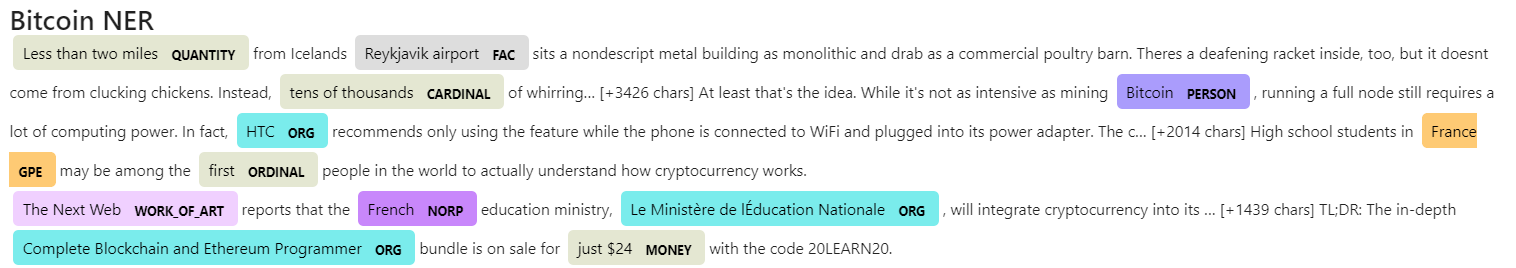 Bitcoin NER
Less than two miles QUANTITY from Icelands Reykjavik airport FAC sits a nondescript metal building as monolithic and drab as a commercial poultry barn. Theres a deafening racket inside, too, but it doesnt
come from clucking chickens. Instead, tens of thousands CARDINAL of whirring… [+3426 chars] At least that's the idea. While it's not as intensive as mining Bitcoin PERSON , running a full node still requires a
lot of computing power. In fact, HTC ORG recommends only using the feature while the phone is connected to WiFi and plugged into its power adapter. The c… [+2014 chars] High school students in France
GPE may be among the first ORDINAL people in the world to actually understand how cryptocurrency works.
The Next Web WORK_OF_ART reports that the French NORP education ministry, Le Ministère de lÉducation Nationale ORG , will integrate cryptocurrency into its … [+1439 chars] TL;DR: The in-depth
Complete Blockchain and Ethereum Programmer ORG bundle is on sale for just $24 MONEY with the code 20LEARN20.